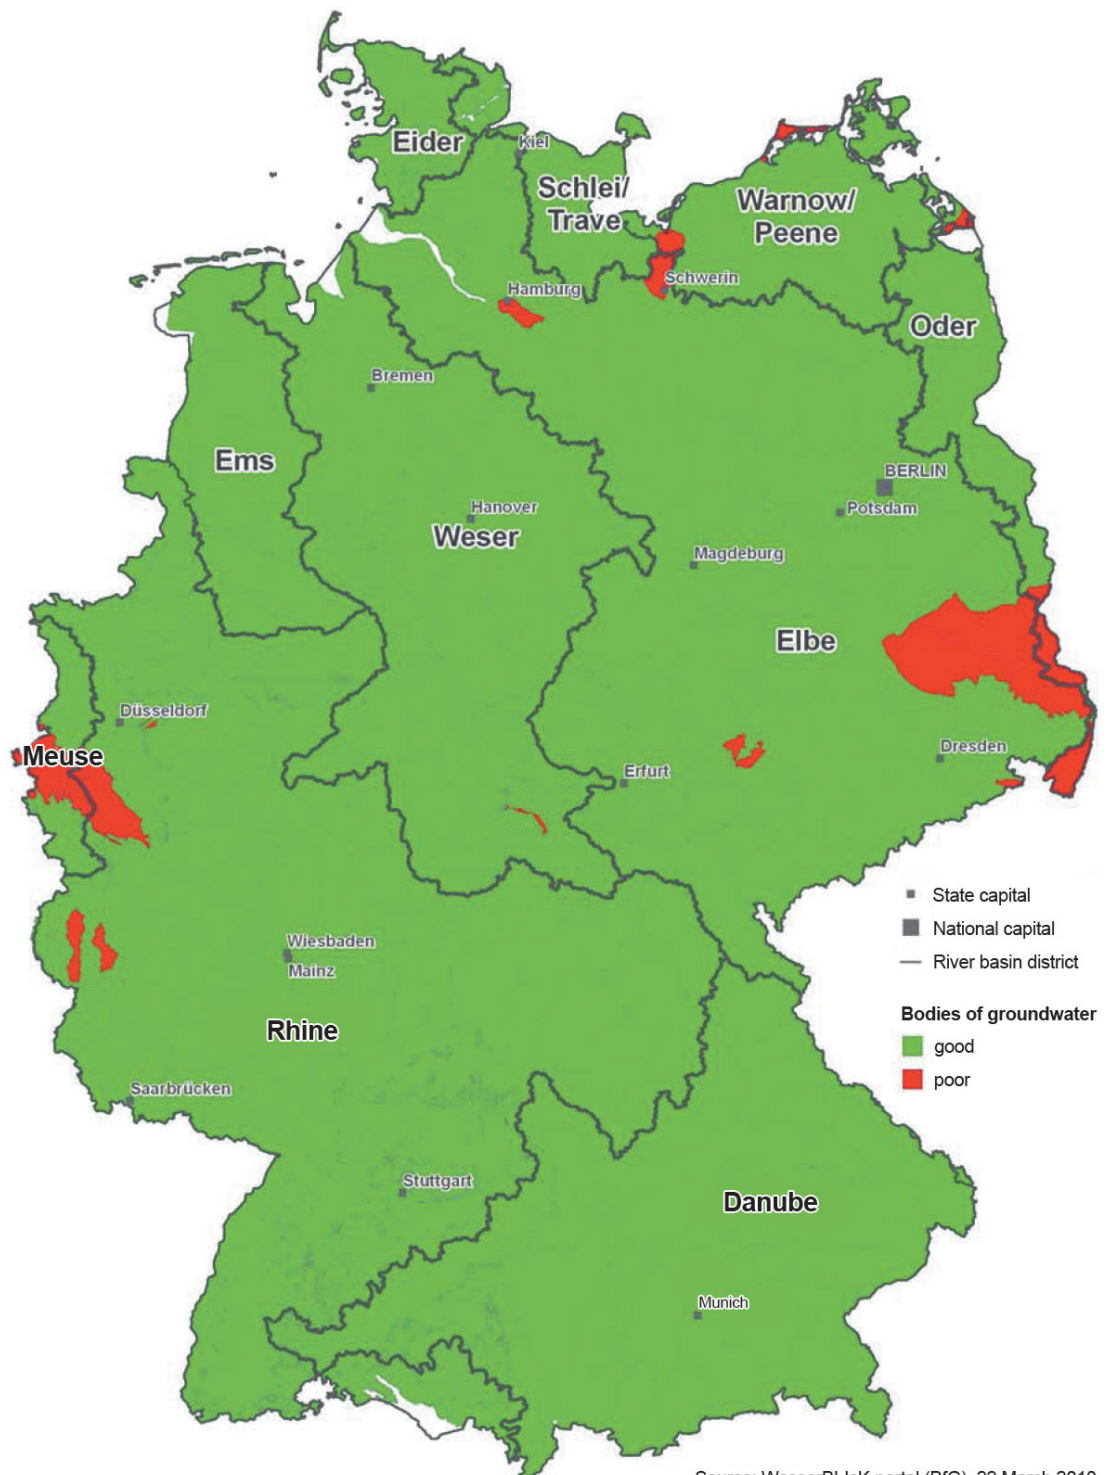 Eider
Kiel
Schlei/
Trave
Warnow/
Peene
Schwerin
Hamburg
Oder
Bremen
Ems
BERLIN
Potsdam
Hanover
Weser
Magdeburg
Elbe
Düsseldorf
Meuse
Dresden
Erfurt
State capital
National capital
River basin district
Wiesbaden
Mainz
Rhine
Bodies of groundwater
good
poor
Saarbrücken
Stuttgart
Danube
Munich